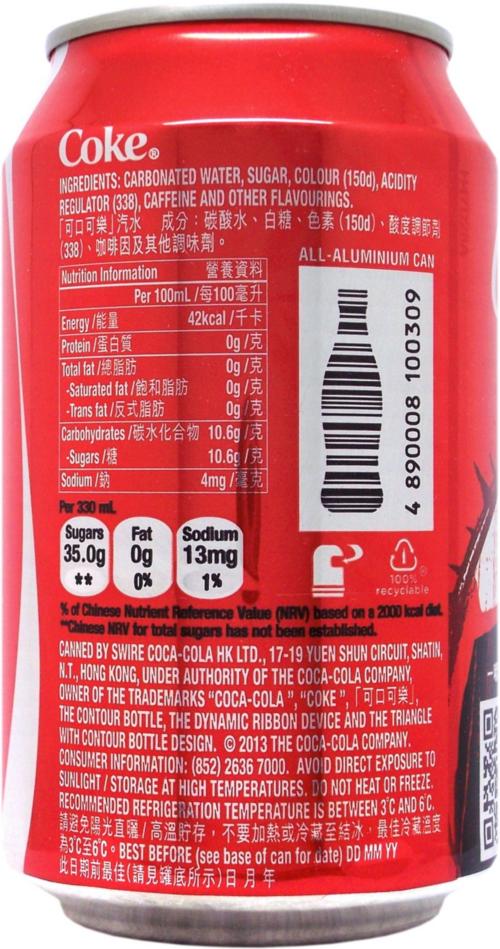 Coke®
INGREDIENTS: CARBONATED WATER, SUGAR, COLOUR (150d), ACIDITY
REGULATOR (338), CAFFEINE AND OTHER FLAVOURINGS.
「可口可樂」汽水 成分：碳酸水、白糖、色素（150d）、酸度調節劑
（338）、咖啡因及其他調味劑。
ALL-ALUMINIUM CAN
Nutrition Information 營養資料
Per 100mL /每100毫升
Energy /能量 42kcal /千卡
Protein /蛋白質 0g /克
Total fat /總脂肪 0g /克
-Saturated fat /飽和脂肪 0g /克
-Trans fat /反式脂肪 0g /克
Carbohydrates /碳水化合物 10.6g /克
-Sugars /糖 10.6g /克
Sodium /鈉 4mg /毫克
4 890008 100309
Per 330 mL
Sugars 35.0g **
Fat 0g 0%
Sodium 13mg 1%
100%
recyclable
% of Chinese Nutrient Reference Value (NRV) based on a 2000 kcal diet.
**Chinese NRV for total sugars has not been established.
CANNED BY SWIRE COCA-COLA HK LTD., 17-19 YUEN SHUN CIRCUIT, SHATIN,
N.T., HONG KONG, UNDER AUTHORITY OF THE COCA-COLA COMPANY,
OWNER OF THE TRADEMARKS “COCA-COLA ”, “COKE ”,「可口可樂」,
THE CONTOUR BOTTLE, THE DYNAMIC RIBBON DEVICE AND THE TRIANGLE
WITH CONTOUR BOTTLE DESIGN. © 2013 THE COCA-COLA COMPANY.
CONSUMER INFORMATION: (852) 2636 7000. AVOID DIRECT EXPOSURE TO
SUNLIGHT / STORAGE AT HIGH TEMPERATURES. DO NOT HEAT OR FREEZE.
RECOMMENDED REFRIGERATION TEMPERATURE IS BETWEEN 3℃ AND 6℃.
請避免陽光直曬 / 高溫貯存，不要加熱或冷藏至結冰，最佳冷藏溫度
為3℃至6℃。BEST BEFORE (see base of can for date) DD MM YY
此日期前最佳(請見罐底所示)日 月 年